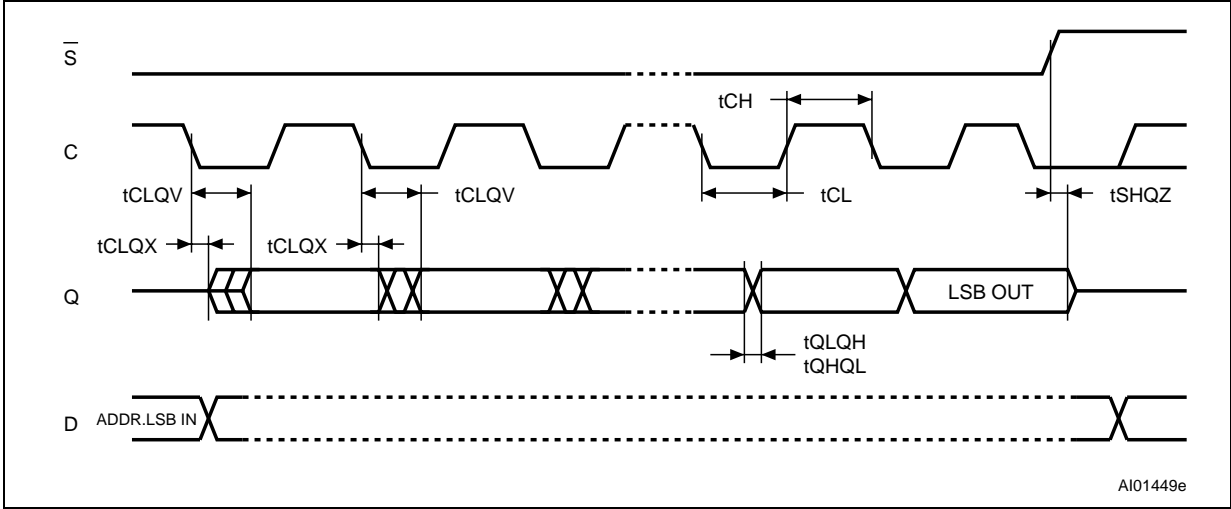 S
tCH
C
tCLQV
tCLQV
tCL
tSHQZ
tCLQX
tCLQX
Q
LSB OUT
tQLQH
tQHQL
D
ADDR.LSB IN
AI01449e